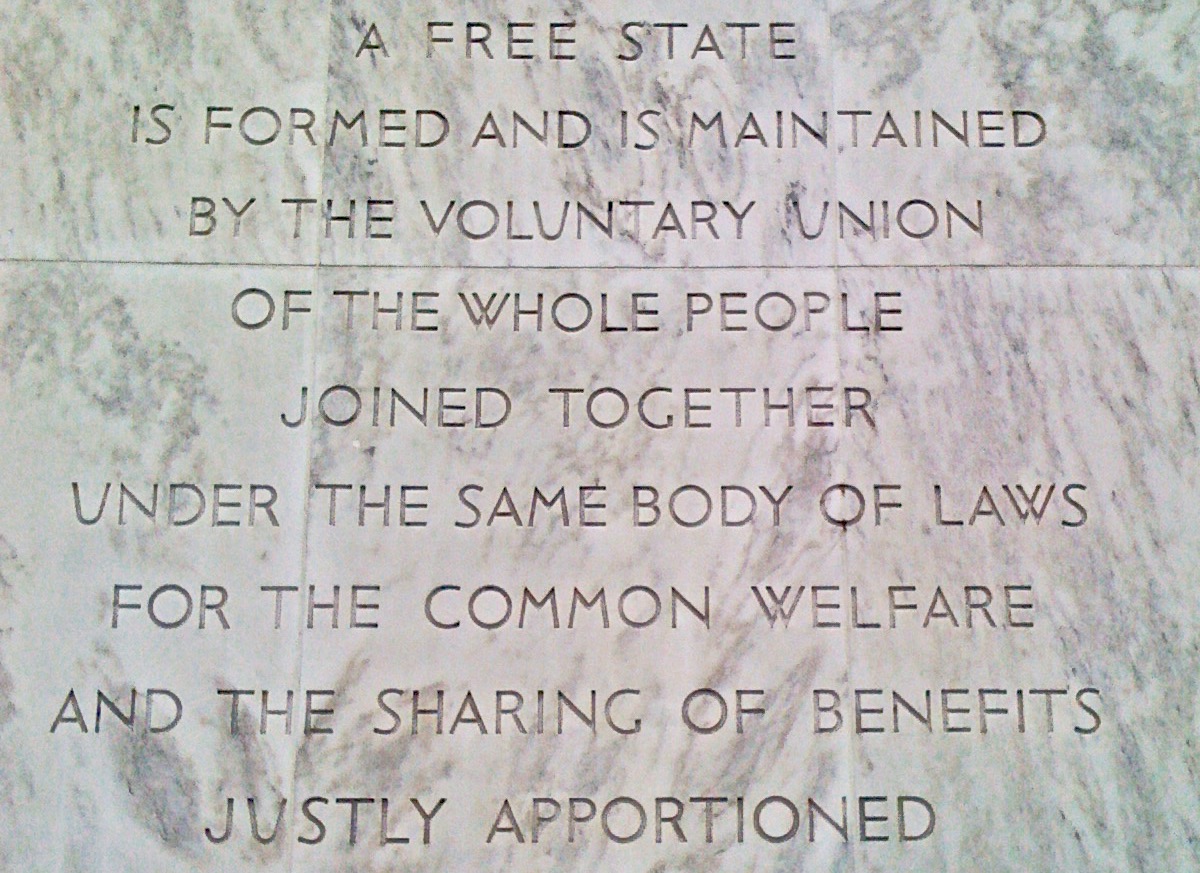 A FREE STATE
IS FORMED AND IS MAINTAINED
BY THE VOLUNTARY UNION
OF THE WHOLE PEOPLE
JOINED TOGETHER
UNDER THE SAME BODY OF LAWS
FOR THE COMMON WELFARE
AND THE SHARING OF BENEFITS
JUSTLY APPORTIONED